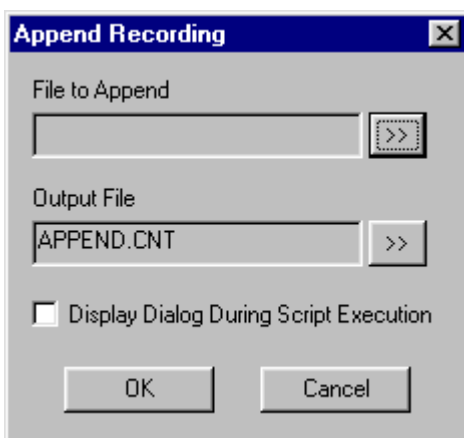 Append Recording
File to Append
>>
Output File
APPEND.CNT >>
Display Dialog During Script Execution
OK Cancel